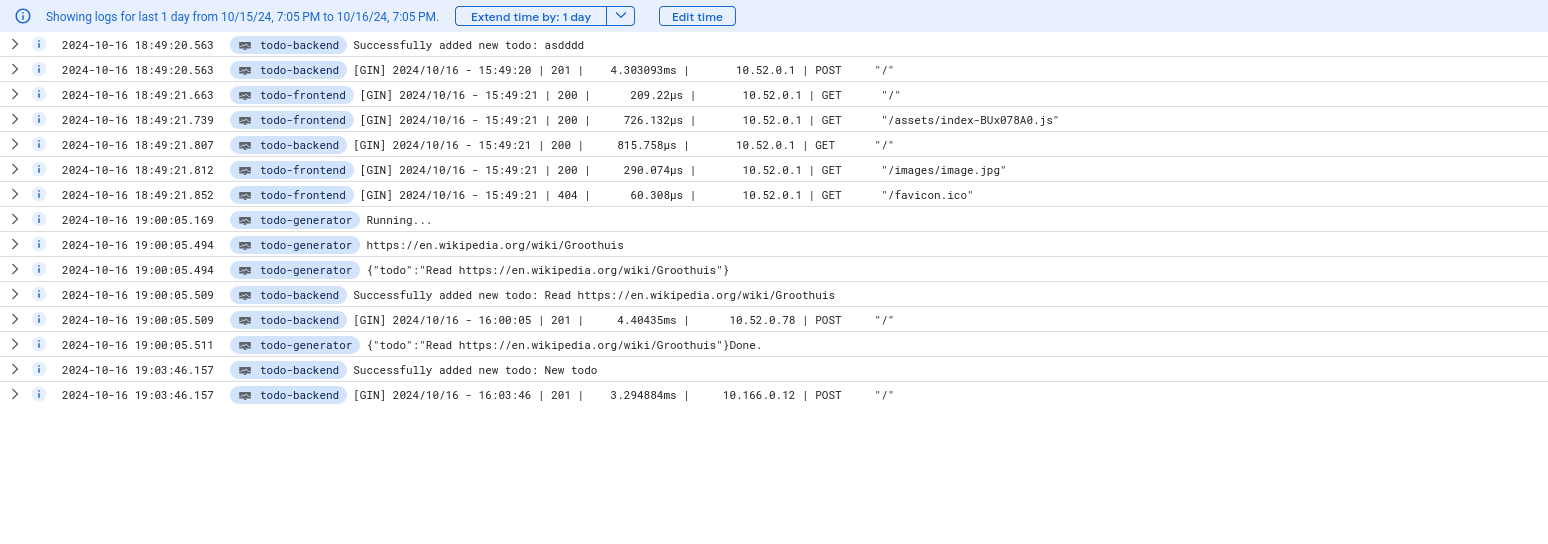 Showing logs for last 1 day from 10/15/24, 7:05 PM to 10/16/24, 7:05 PM. Extend time by: 1 day Edit time
2024-10-16 18:49:20.563 todo-backend Successfully added new todo: asdddd
2024-10-16 18:49:20.563 todo-backend [GIN] 2024/10/16 - 15:49:20 | 201 | 4.303093ms | 10.52.0.1 | POST "/"
2024-10-16 18:49:21.663 todo-frontend [GIN] 2024/10/16 - 15:49:21 | 200 | 209.22µs | 10.52.0.1 | GET "/"
2024-10-16 18:49:21.739 todo-frontend [GIN] 2024/10/16 - 15:49:21 | 200 | 726.132µs | 10.52.0.1 | GET "/assets/index-BUx078A0.js"
2024-10-16 18:49:21.807 todo-backend [GIN] 2024/10/16 - 15:49:21 | 200 | 815.758µs | 10.52.0.1 | GET "/"
2024-10-16 18:49:21.812 todo-frontend [GIN] 2024/10/16 - 15:49:21 | 200 | 290.074µs | 10.52.0.1 | GET "/images/image.jpg"
2024-10-16 18:49:21.852 todo-frontend [GIN] 2024/10/16 - 15:49:21 | 404 | 60.308µs | 10.52.0.1 | GET "/favicon.ico"
2024-10-16 19:00:05.169 todo-generator Running...
2024-10-16 19:00:05.494 todo-generator https://en.wikipedia.org/wiki/Groothuis
2024-10-16 19:00:05.494 todo-generator {"todo":"Read https://en.wikipedia.org/wiki/Groothuis"}
2024-10-16 19:00:05.509 todo-backend Successfully added new todo: Read https://en.wikipedia.org/wiki/Groothuis
2024-10-16 19:00:05.509 todo-backend [GIN] 2024/10/16 - 16:00:05 | 201 | 4.40435ms | 10.52.0.78 | POST "/"
2024-10-16 19:00:05.511 todo-generator {"todo":"Read https://en.wikipedia.org/wiki/Groothuis"}Done.
2024-10-16 19:03:46.157 todo-backend Successfully added new todo: New todo
2024-10-16 19:03:46.157 todo-backend [GIN] 2024/10/16 - 16:03:46 | 201 | 3.294884ms | 10.166.0.12 | POST "/"